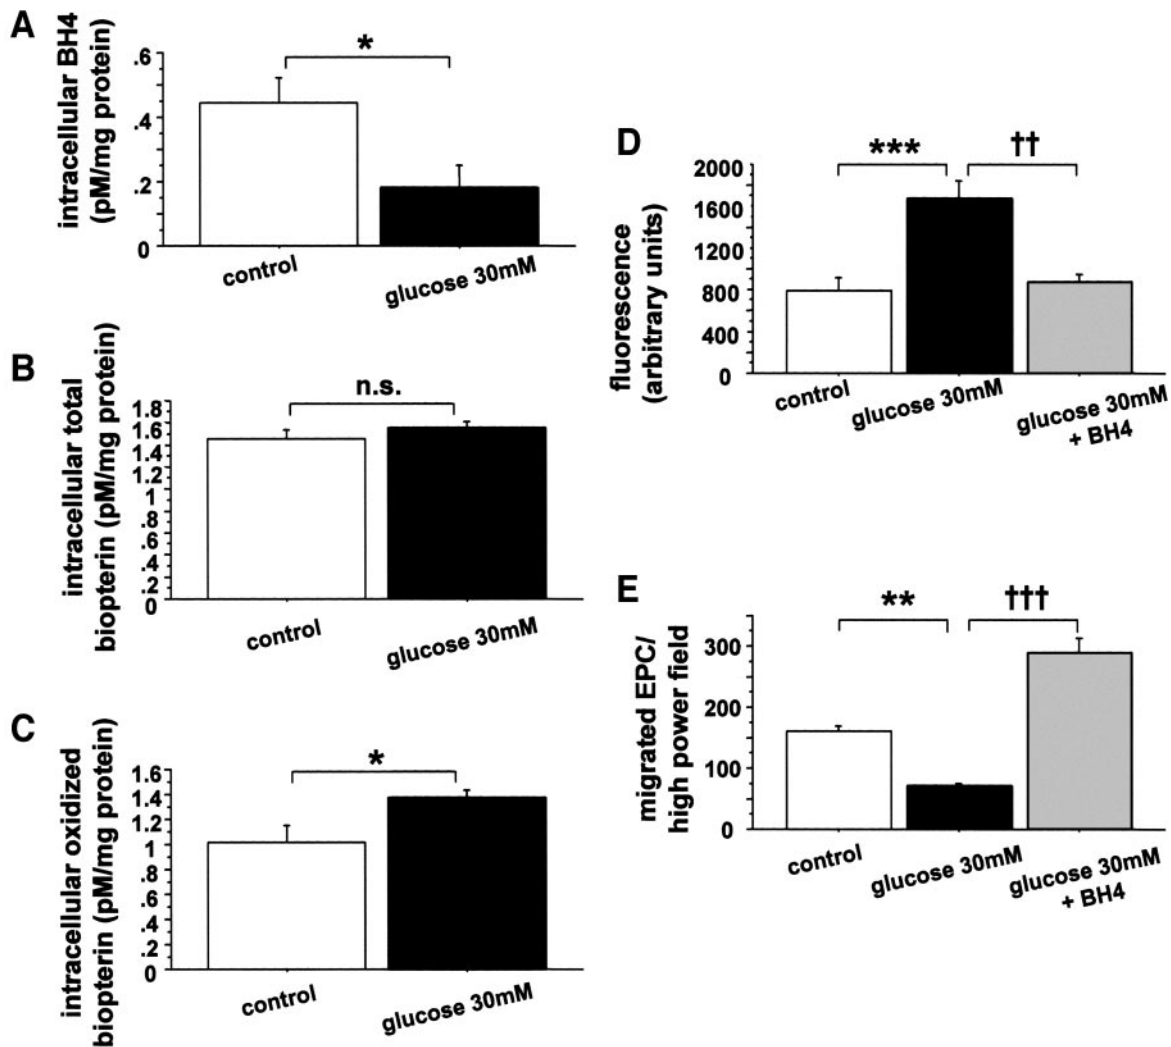 A
intracellular BH4
(pM/mg protein)
.6
.4
.2
0
*
control
glucose 30mM
B
intracellular total
biopterin (pM/mg protein)
1.8
1.6
1.4
1.2
1
.8
.6
.4
.2
0
n.s.
control
glucose 30mM
C
intracellular oxidized
biopterin (pM/mg protein)
1.6
1.4
1.2
1
.8
.6
.4
.2
0
*
control
glucose 30mM
D
fluorescence
(arbitrary units)
2000
1600
1200
800
400
0
***
††
control
glucose 30mM
glucose 30mM
+ BH4
E
migrated EPC/
high power field
300
200
100
0
**
†††
control
glucose 30mM
glucose 30mM
+ BH4